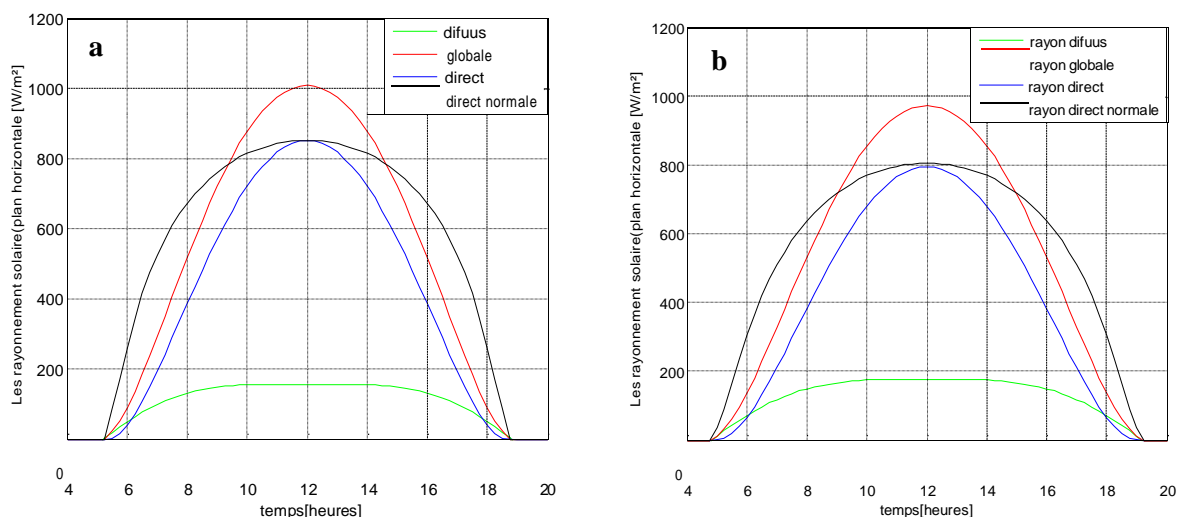 a
Les rayonnement solaire(plan horizontale [W/m²]
1200
1000
800
600
400
200
0
4 6 8 10 12 14 16 18 20
temps[heures]
difuus
globale
direct
direct normale
b
Les rayonnement solaire(plan horizontale [W/m²]
1200
1000
800
600
400
200
0
4 6 8 10 12 14 16 18 20
temps[heures]
rayon difuus
rayon globale
rayon direct
rayon direct normale